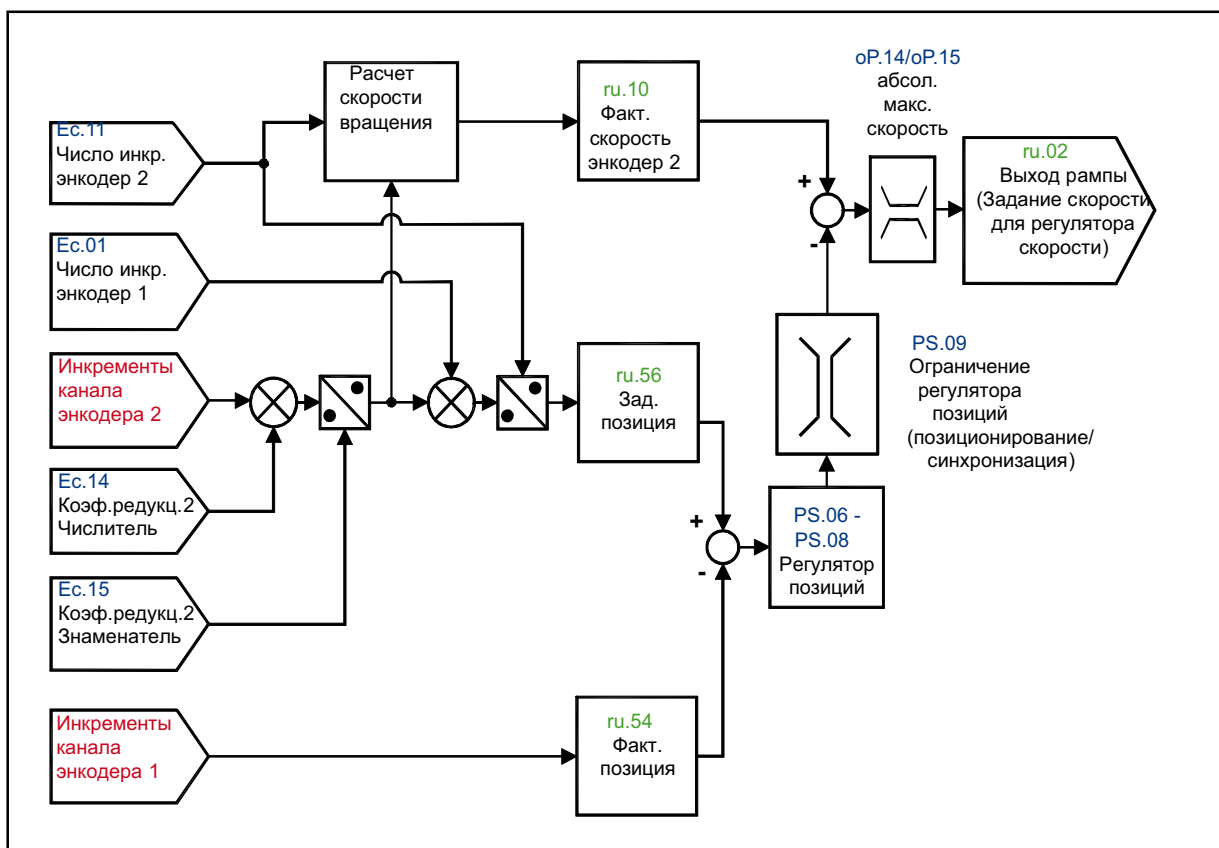 Расчет
скорости
вращения
ru.10
Факт.
скорость
энкодер 2
oP.14/oP.15
абсол.
макс.
скорость
ru.02
Выход рампы
(Задание скорости
для регулятора
скорости)
Ec.11
Число инкр.
энкодер 2
+
-
Ec.01
Число инкр.
энкодер 1
Инкременты
канала
энкодера 2
ru.56
Зад.
позиция
PS.09
Ограничение
регулятора
позиций
(позиционирование/
синхронизация)
Ec.14
Коэф.редукц.2
Числитель
+
-
PS.06 -
PS.08
Регулятор
позиций
Ec.15
Коэф.редукц.2
Знаменатель
Инкременты
канала
энкодера 1
ru.54
Факт.
позиция